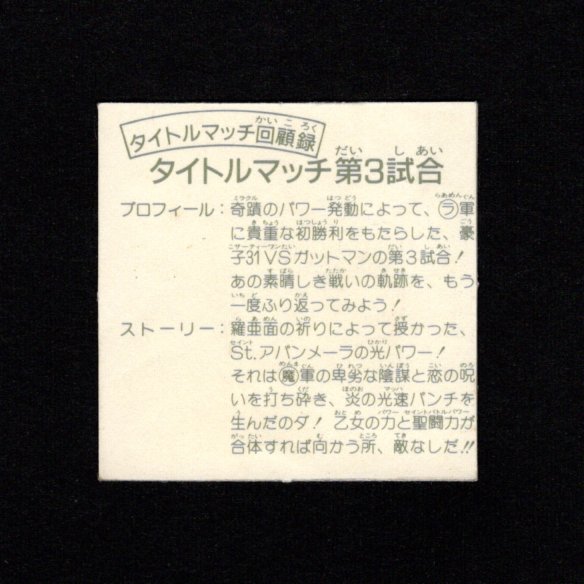 タイトルマッチ回顧録
タイトルマッチ第3試合
プロフィール：奇蹟のパワー発動によって、ラ軍
に貴重な初勝利をもたらした、豪
子31VSガットマンの第3試合！
あの素晴しき戦いの軌跡を、もう
一度ふり返ってみよう！
ストーリー：羅亜面の祈りによって授かった、
St.アバンメーラの光パワー！
それは魔軍の卑劣な陰謀と恋の呪
いを打ち砕き、炎の光速パンチを
生んだのダ！乙女の力と聖闘力が
合体すれば向かう所、敵なしだ!!